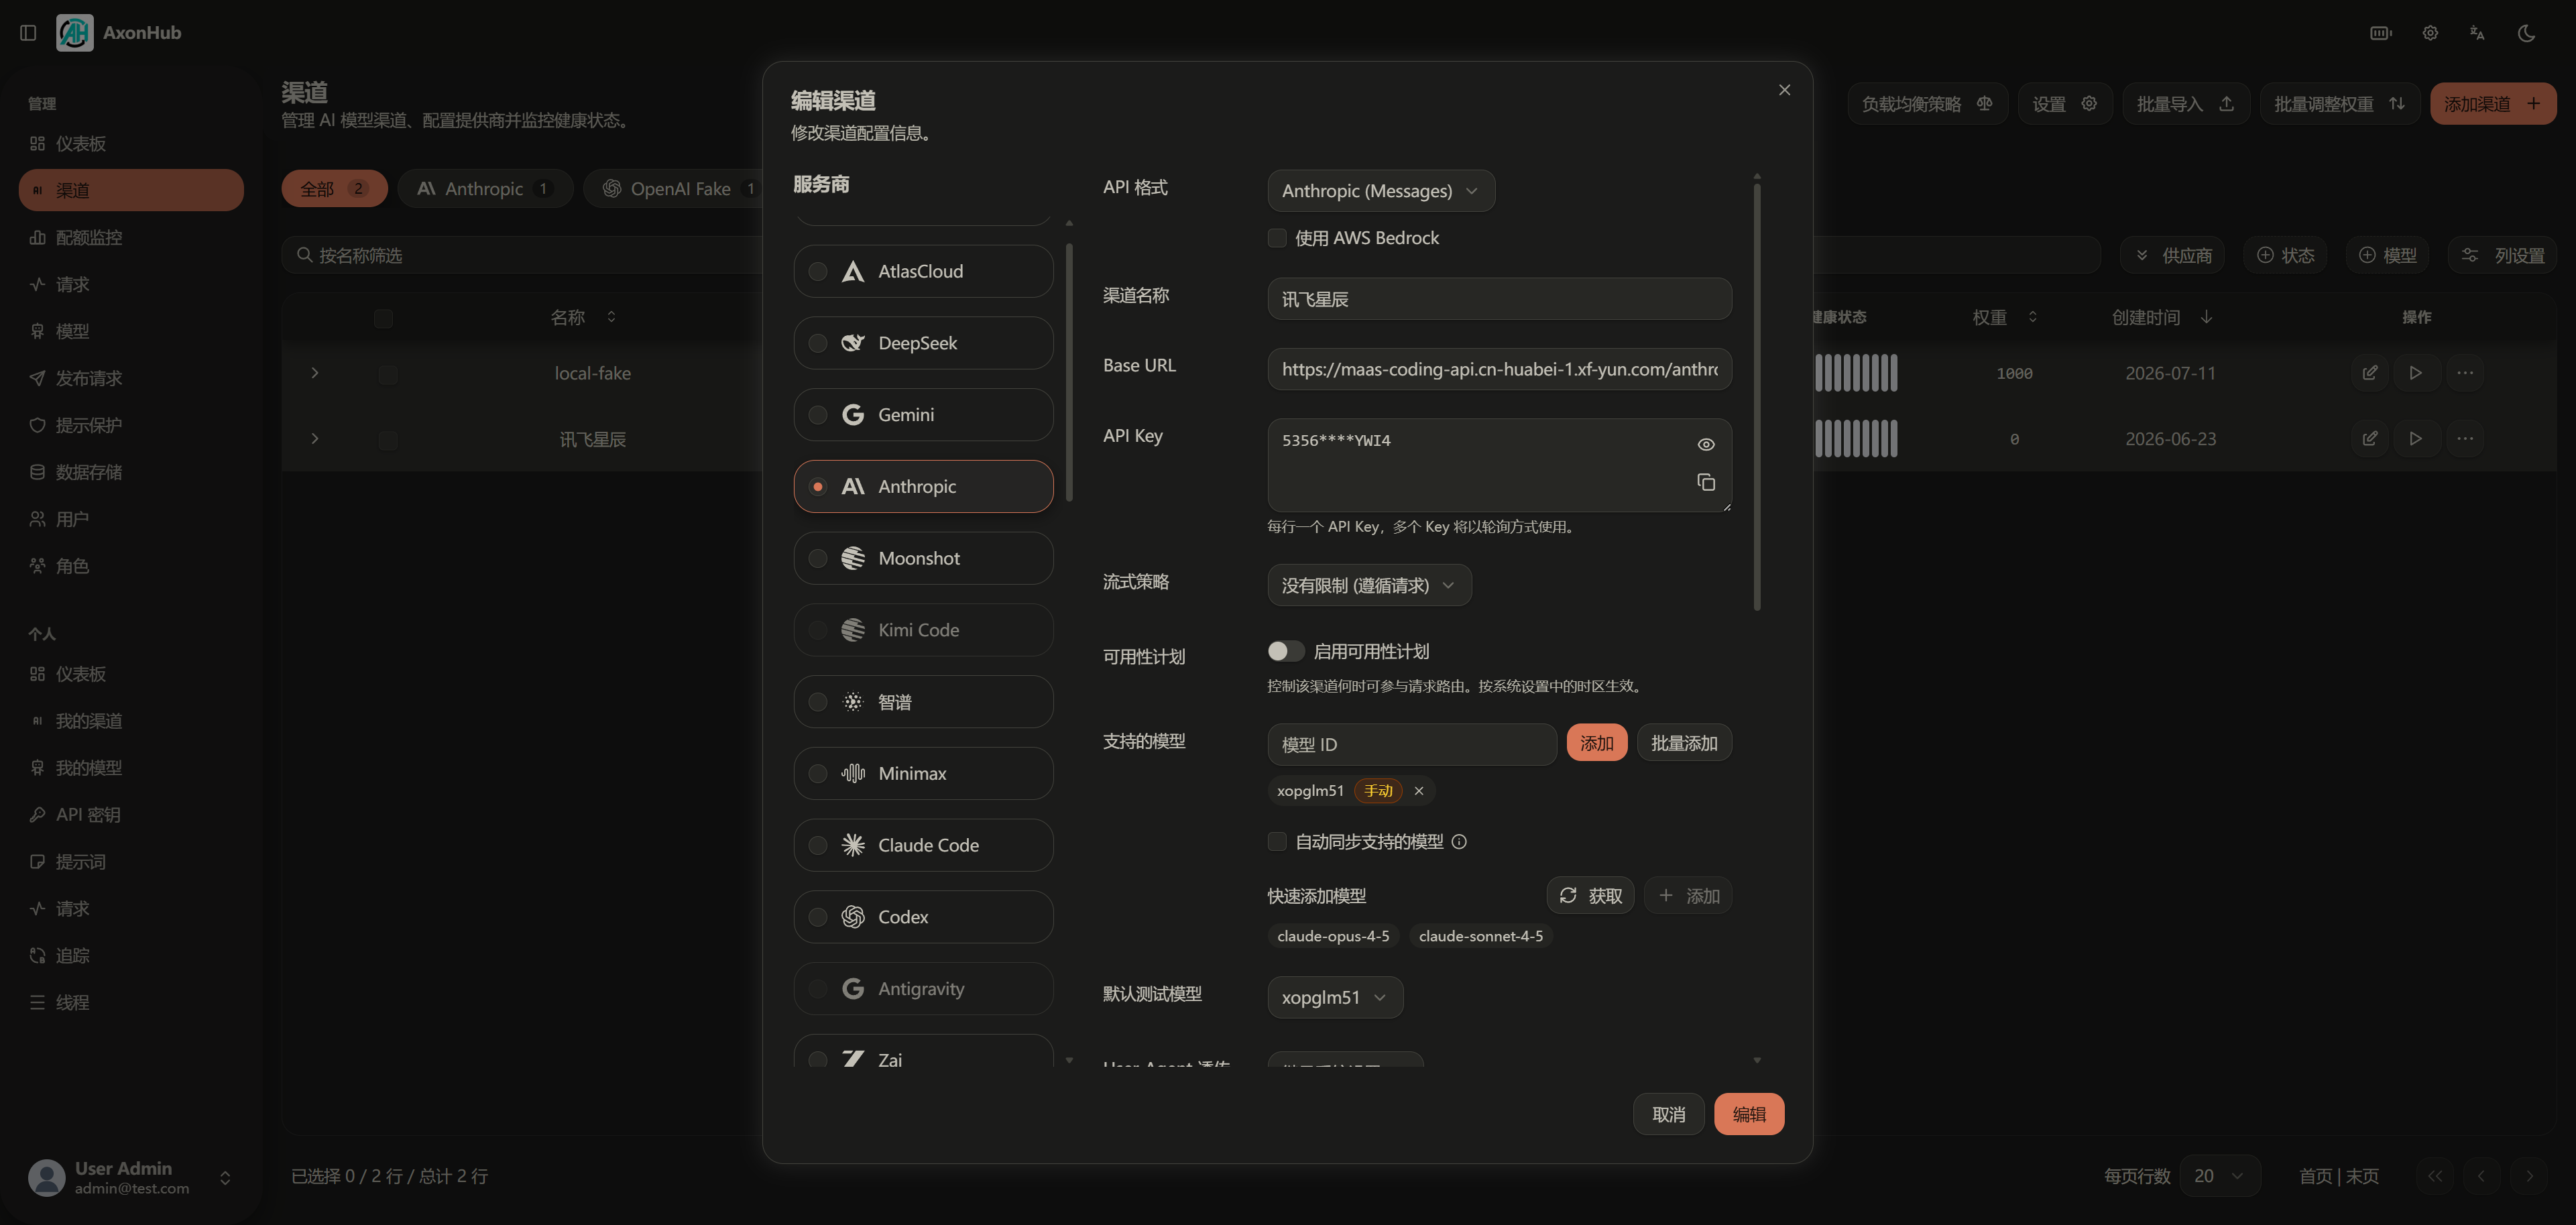 AxonHub
管理
仪表板
渠道
配额监控
请求
模型
发布请求
提示保护
数据存储
用户
角色
个人
仪表板
我的渠道
我的模型
API 密钥
提示词
请求
追踪
线程
User Admin
admin@test.com
渠道
管理 AI 模型渠道、配置提供商并监控健康状态。
负载均衡策略
设置
批量导入
批量调整权重
添加渠道
全部 2
Anthropic 1
OpenAI Fake 1
按名称筛选
供应商
状态
模型
列设置
名称
健康状态
权重
创建时间
操作
local-fake
1000
2026-07-11
讯飞星辰
0
2026-06-23
已选择 0 / 2 行 / 总计 2 行
每页行数
20
首页 | 末页
编辑渠道
修改渠道配置信息。
服务商
AtlasCloud
DeepSeek
Gemini
Anthropic
Moonshot
Kimi Code
智谱
Minimax
Claude Code
Codex
Antigravity
Zai
API 格式
Anthropic (Messages)
使用 AWS Bedrock
渠道名称
讯飞星辰
Base URL
https://maas-coding-api.cn-huabei-1.xf-yun.com/anthro
API Key
5356****YWI4
每行一个 API Key，多个 Key 将以轮询方式使用。
流式策略
没有限制 (遵循请求)
可用性计划
启用可用性计划
控制该渠道何时可参与请求路由。按系统设置中的时区生效。
支持的模型
模型 ID
添加
批量添加
xopglm51 手动
自动同步支持的模型
快速添加模型
获取
添加
claude-opus-4-5
claude-sonnet-4-5
默认测试模型
xopglm51
User-Agent 透传
取消
编辑